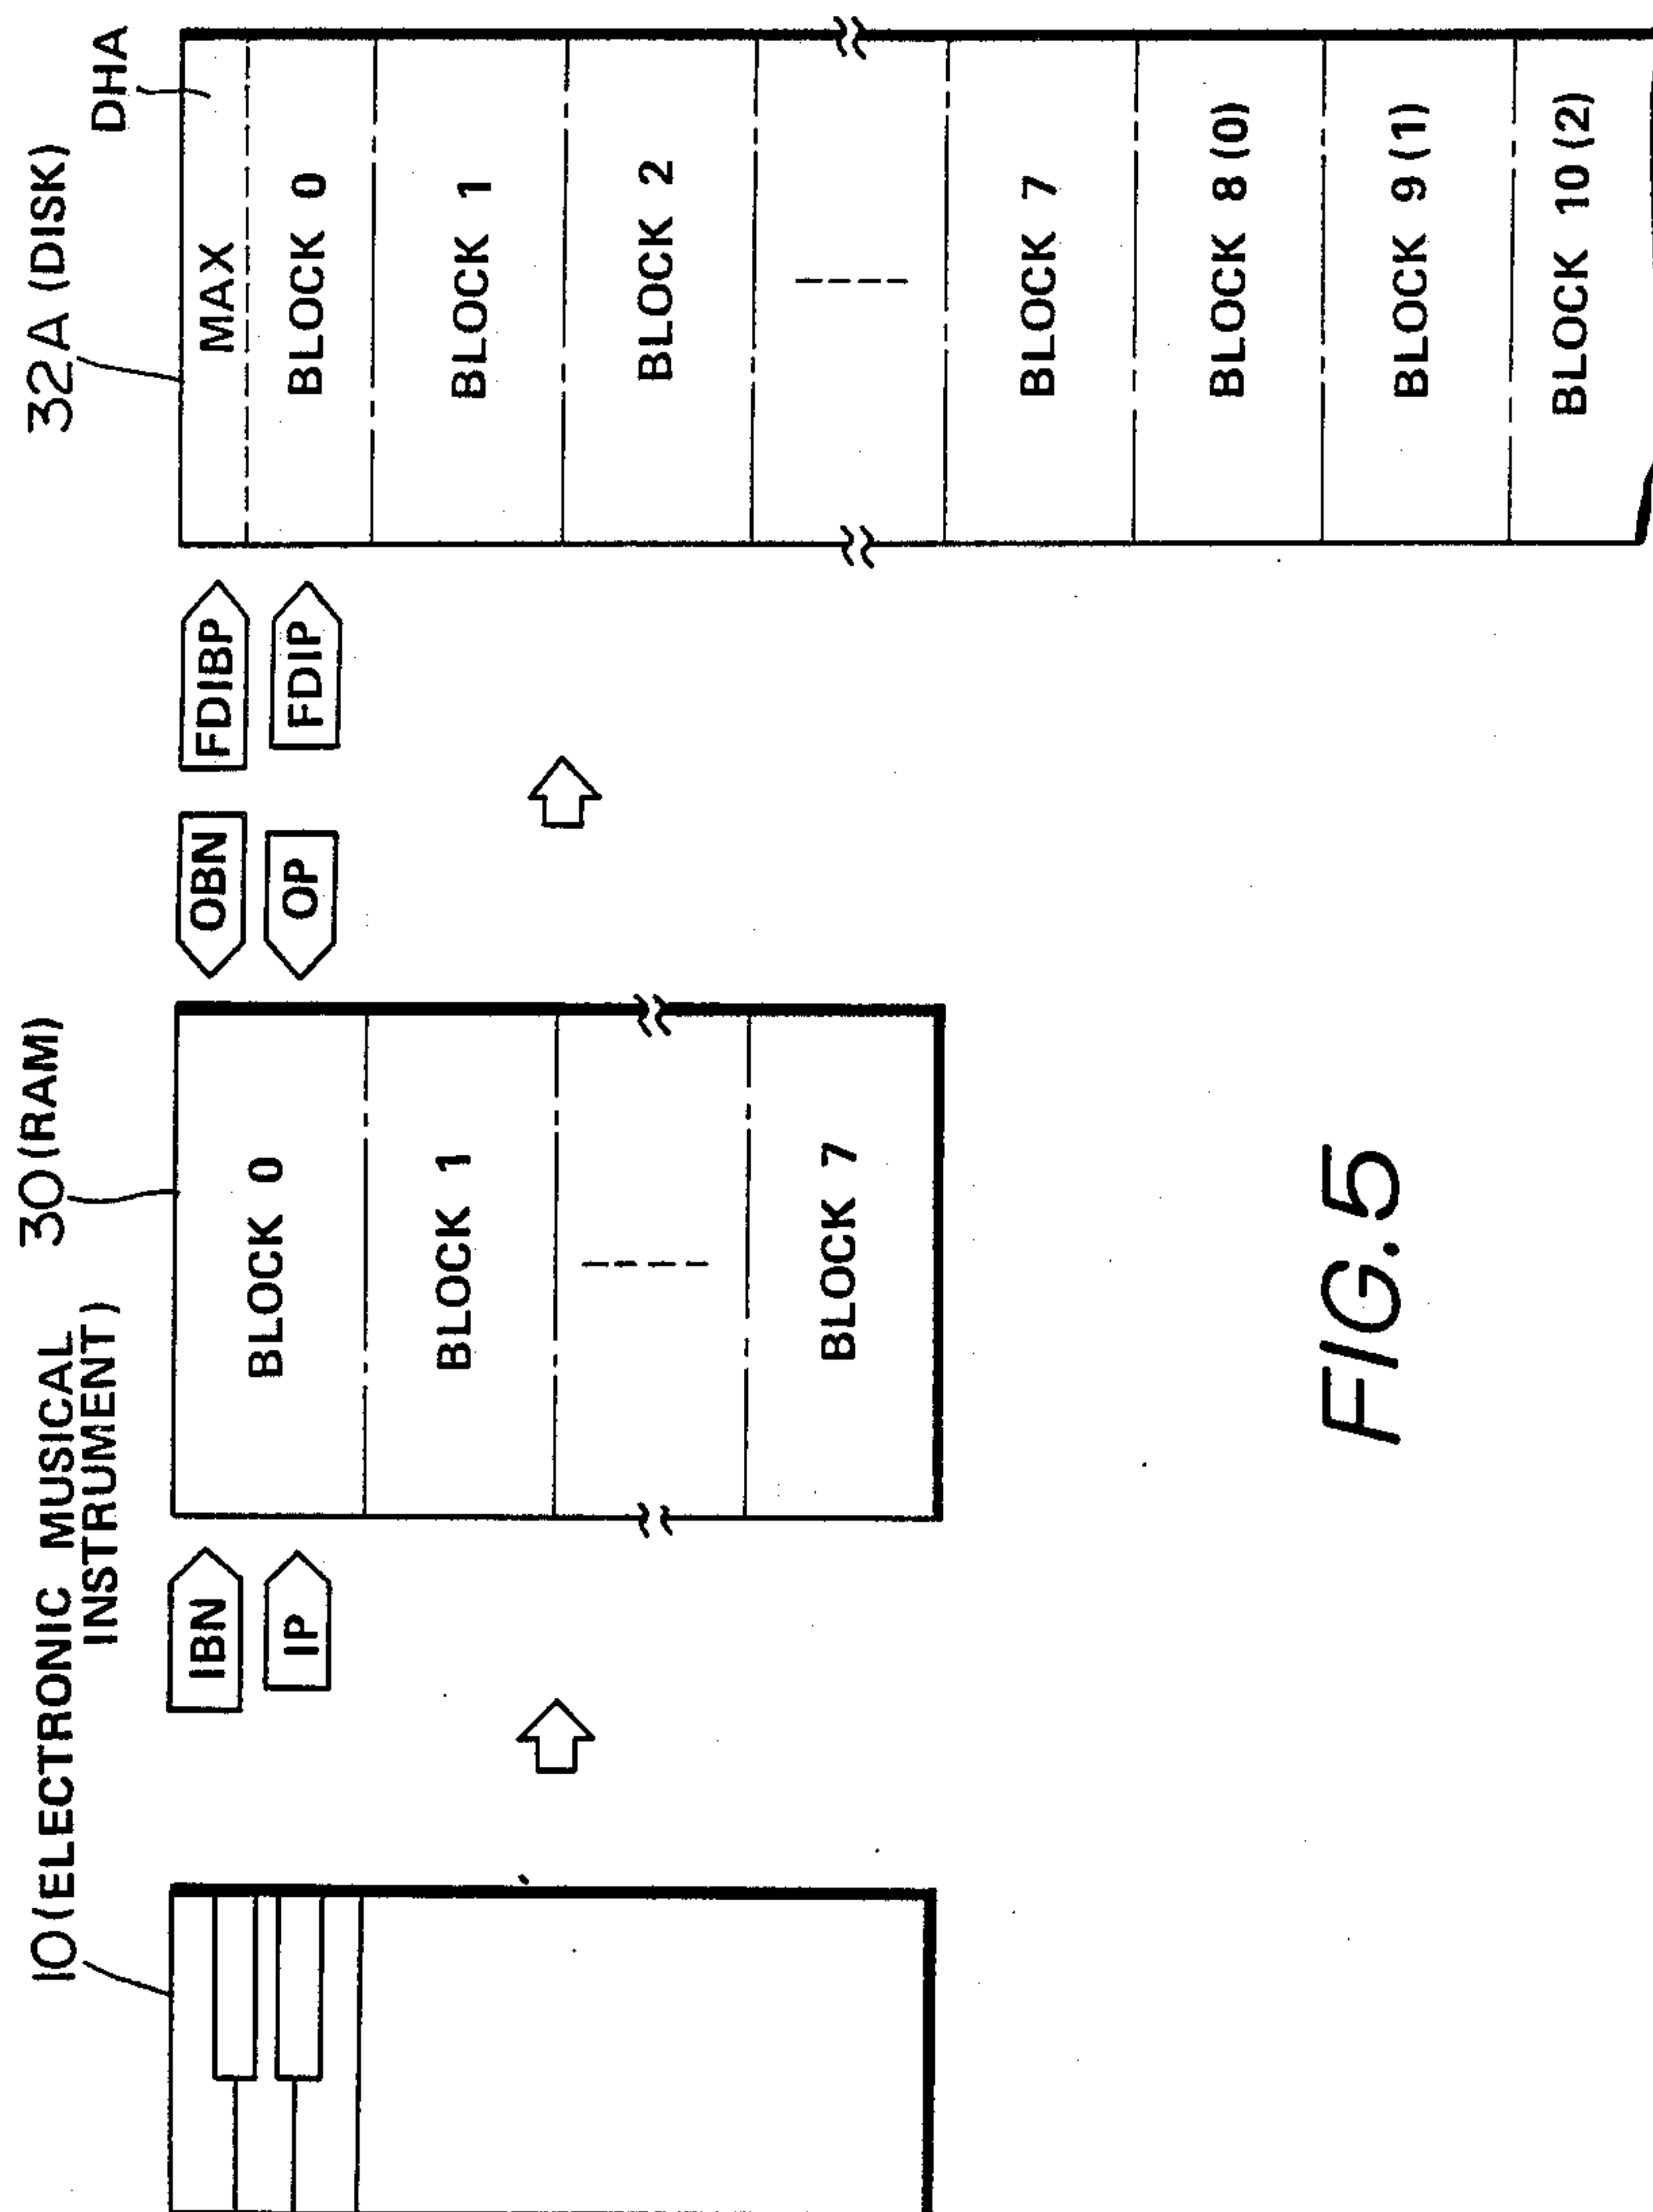 10(ELECTRONIC MUSICAL
INSTRUMENT)
30(RAM)
32A (DISK)
DHA
IBN
IP
BLOCK 0
BLOCK 1
BLOCK 7
OBN
OP
FDIBP
FDIP
MAX
BLOCK 0
BLOCK 1
BLOCK 2
BLOCK 7
BLOCK 8 (0)
BLOCK 9 (1)
BLOCK 10 (2)
FIG. 5